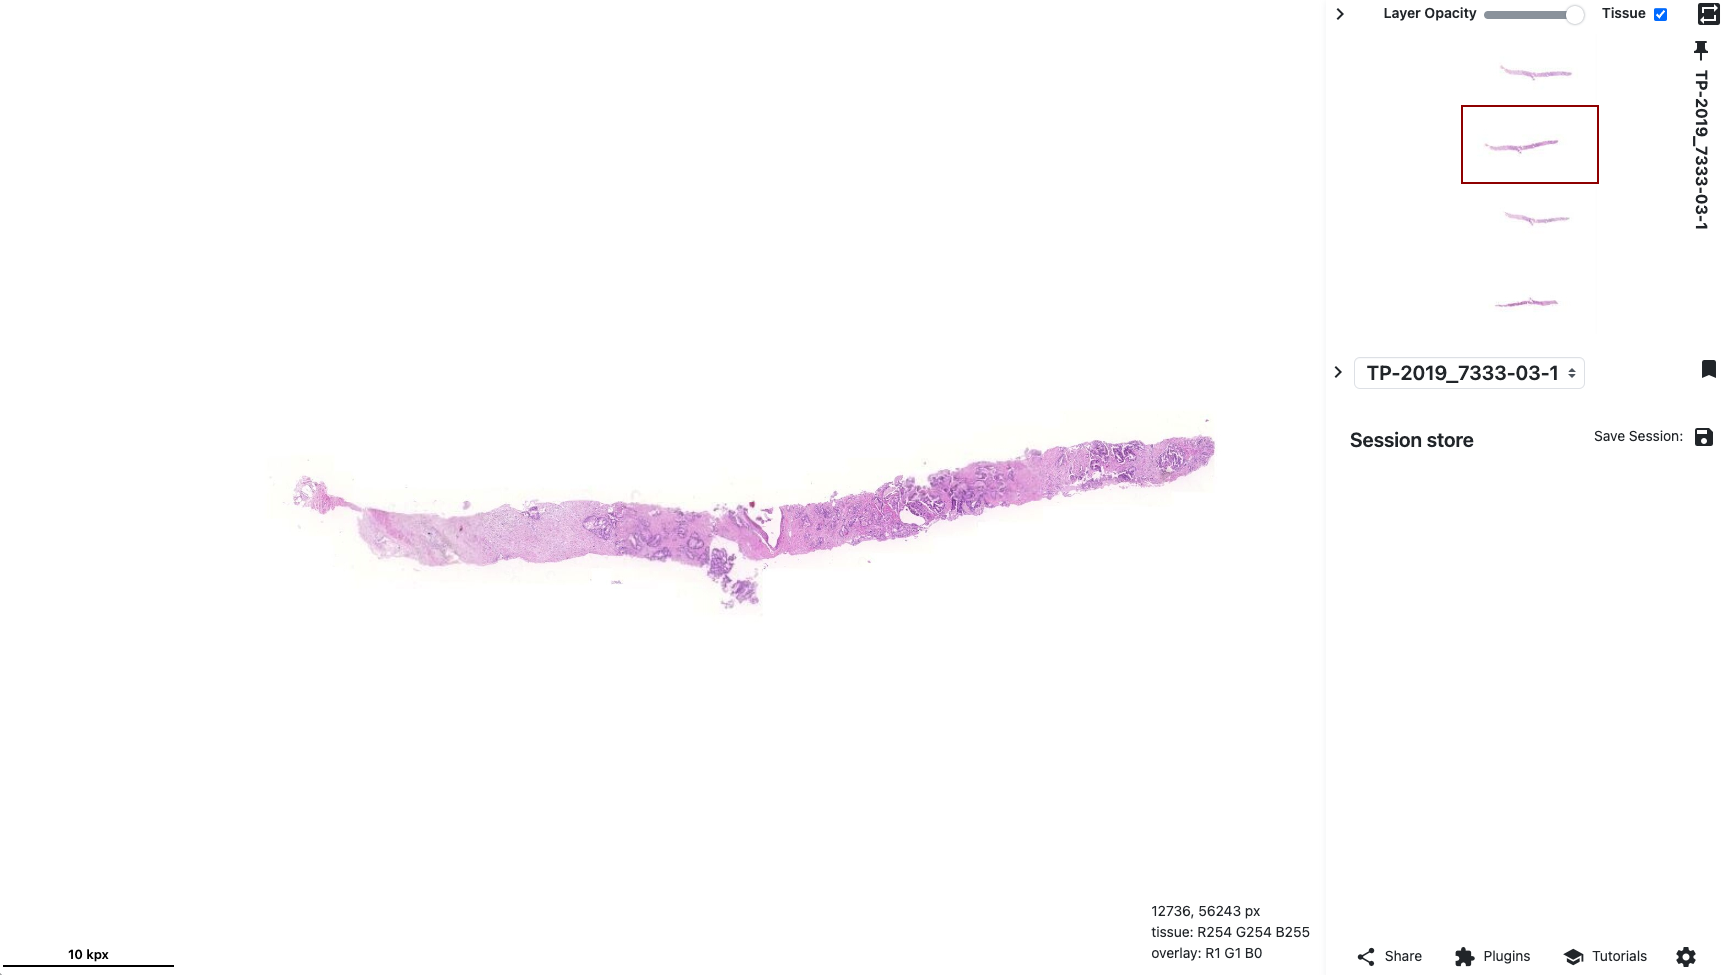 Layer Opacity
Tissue
TP-2019_7333-03-1
TP-2019_7333-03-1
Session store
Save Session:
12736, 56243 px
tissue: R254 G254 B255
overlay: R1 G1 B0
10 kpx
Share
Plugins
Tutorials